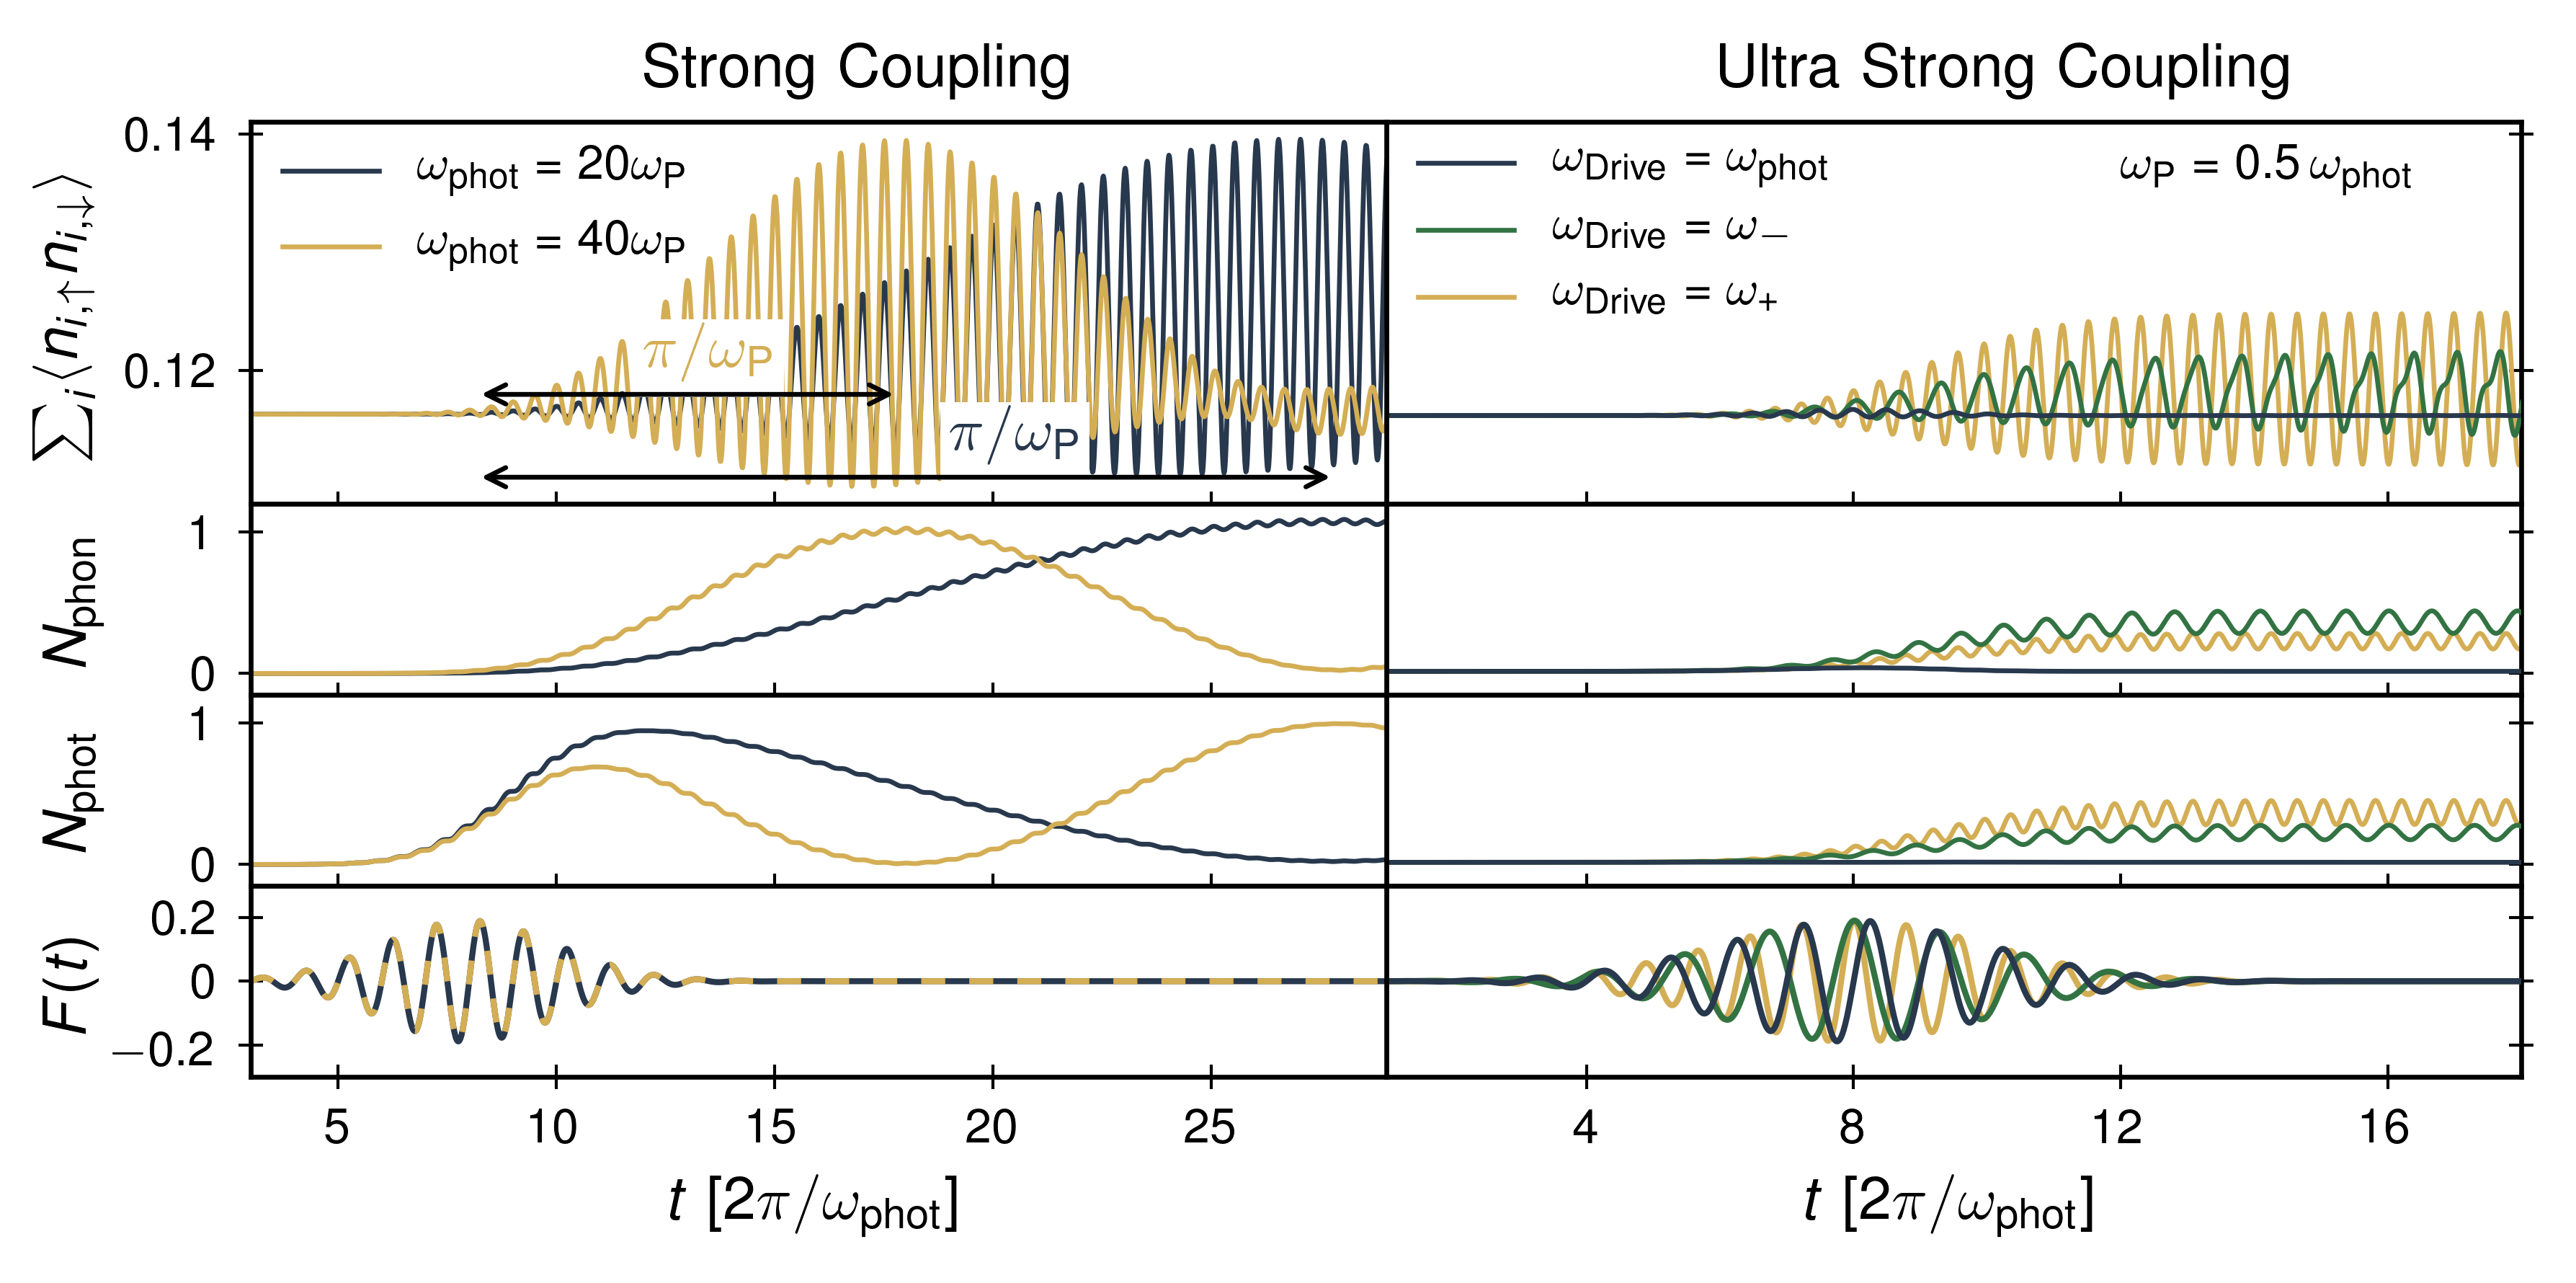 Strong Coupling
Ultra Strong Coupling
0.14
0.12
∑i⟨ni,↑ni,↓⟩
ωphot = 20ωP
ωphot = 40ωP
π/ωP
π/ωP
ωDrive = ωphot
ωDrive = ω−
ωDrive = ω+
ωP = 0.5 ωphot
1
0
Nphon
1
0
Nphot
0.2
0
−0.2
F(t)
5 10 15 20 25
4 8 12 16
t [2π/ωphot]
t [2π/ωphot]